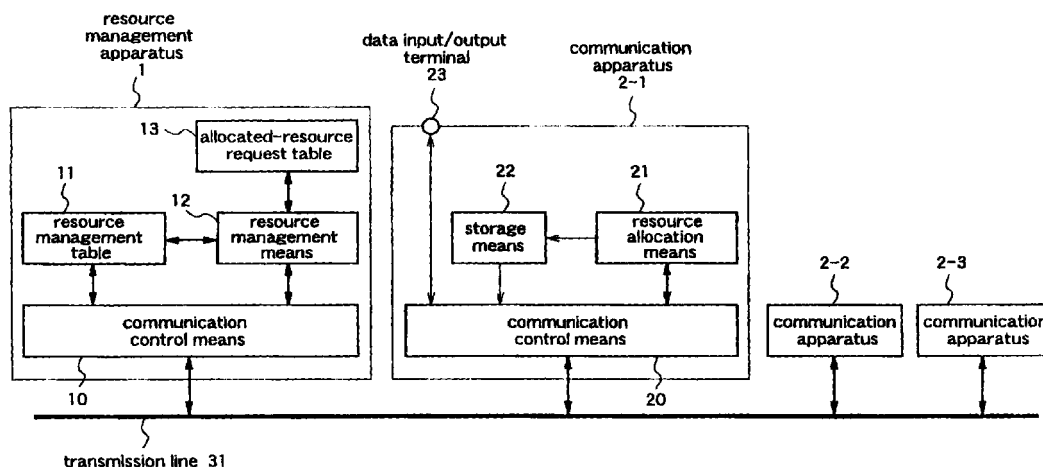 resource
management
apparatus
1
data input/output
terminal
23
communication
apparatus
2-1
13
allocated-resource
request table
11
resource
management
table
12
resource
management
means
22
storage
means
21
resource
allocation
means
2-2
2-3
communication
control means
communication
control means
communication
apparatus
communication
apparatus
10
20
transmission line 31